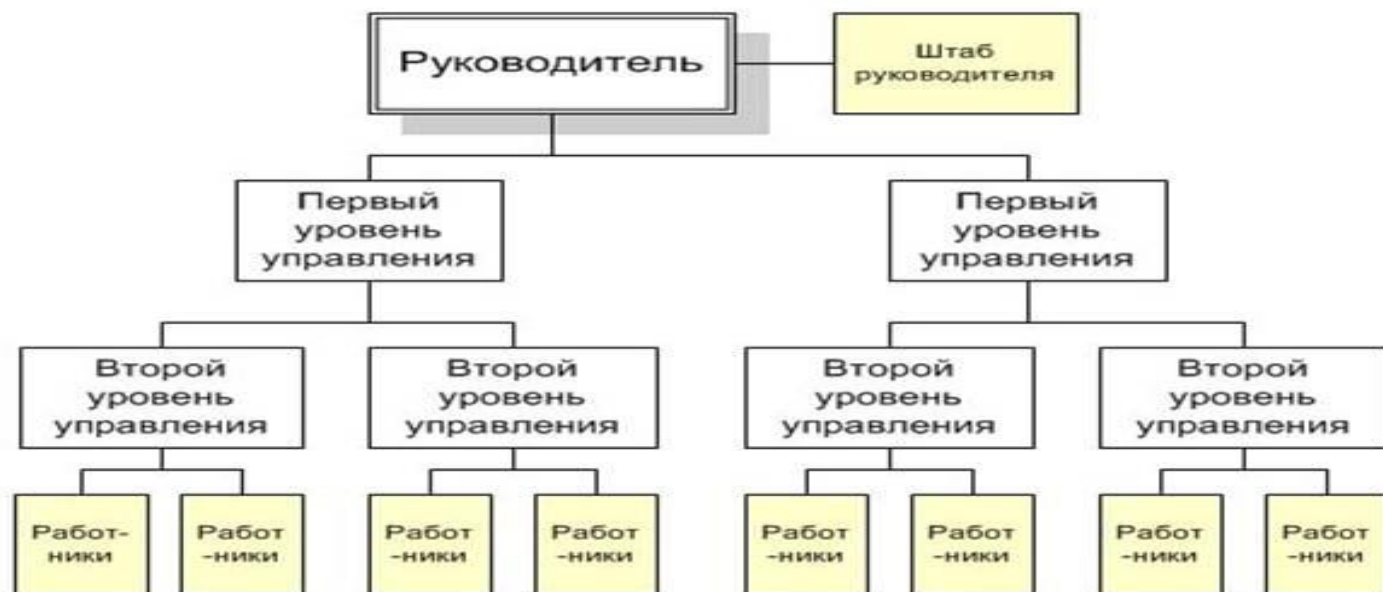 Руководитель
Штаб
руководителя
Первый
уровень
управления
Первый
уровень
управления
Второй
уровень
управления
Второй
уровень
управления
Второй
уровень
управления
Второй
уровень
управления
Работ-
ники
Работ
-ники
Работ
-ники
Работ
-ники
Работ
-ники
Работ
-ники
Работ
-ники
Работ
-ники